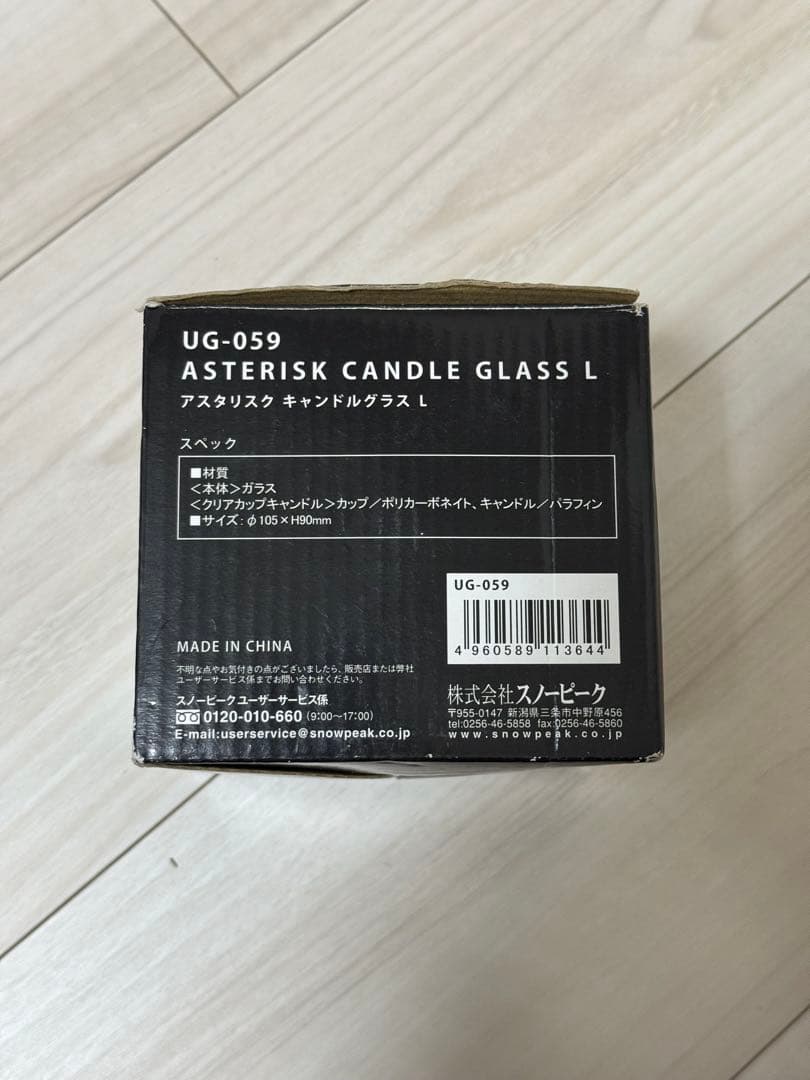 UG-059
ASTERISK CANDLE GLASS L
アスタリスク キャンドルグラス L
スペック
■材質
＜本体＞ガラス
＜クリアカップキャンドル＞カップ／ポリカーボネイト、キャンドル／パラフィン
■サイズ：φ105×H90mm
UG-059
4 960589 113644
MADE IN CHINA
不明な点やお気付きの点がございましたら、販売店または弊社
ユーザーサービス係までお問い合わせください。
スノーピーク ユーザーサービス係
0120-010-660 (9:00〜17:00)
E-mail:userservice@snowpeak.co.jp
株式会社スノーピーク
〒955-0147 新潟県三条市中野原456
tel:0256-46-5858 fax:0256-46-5860
www.snowpeak.co.jp